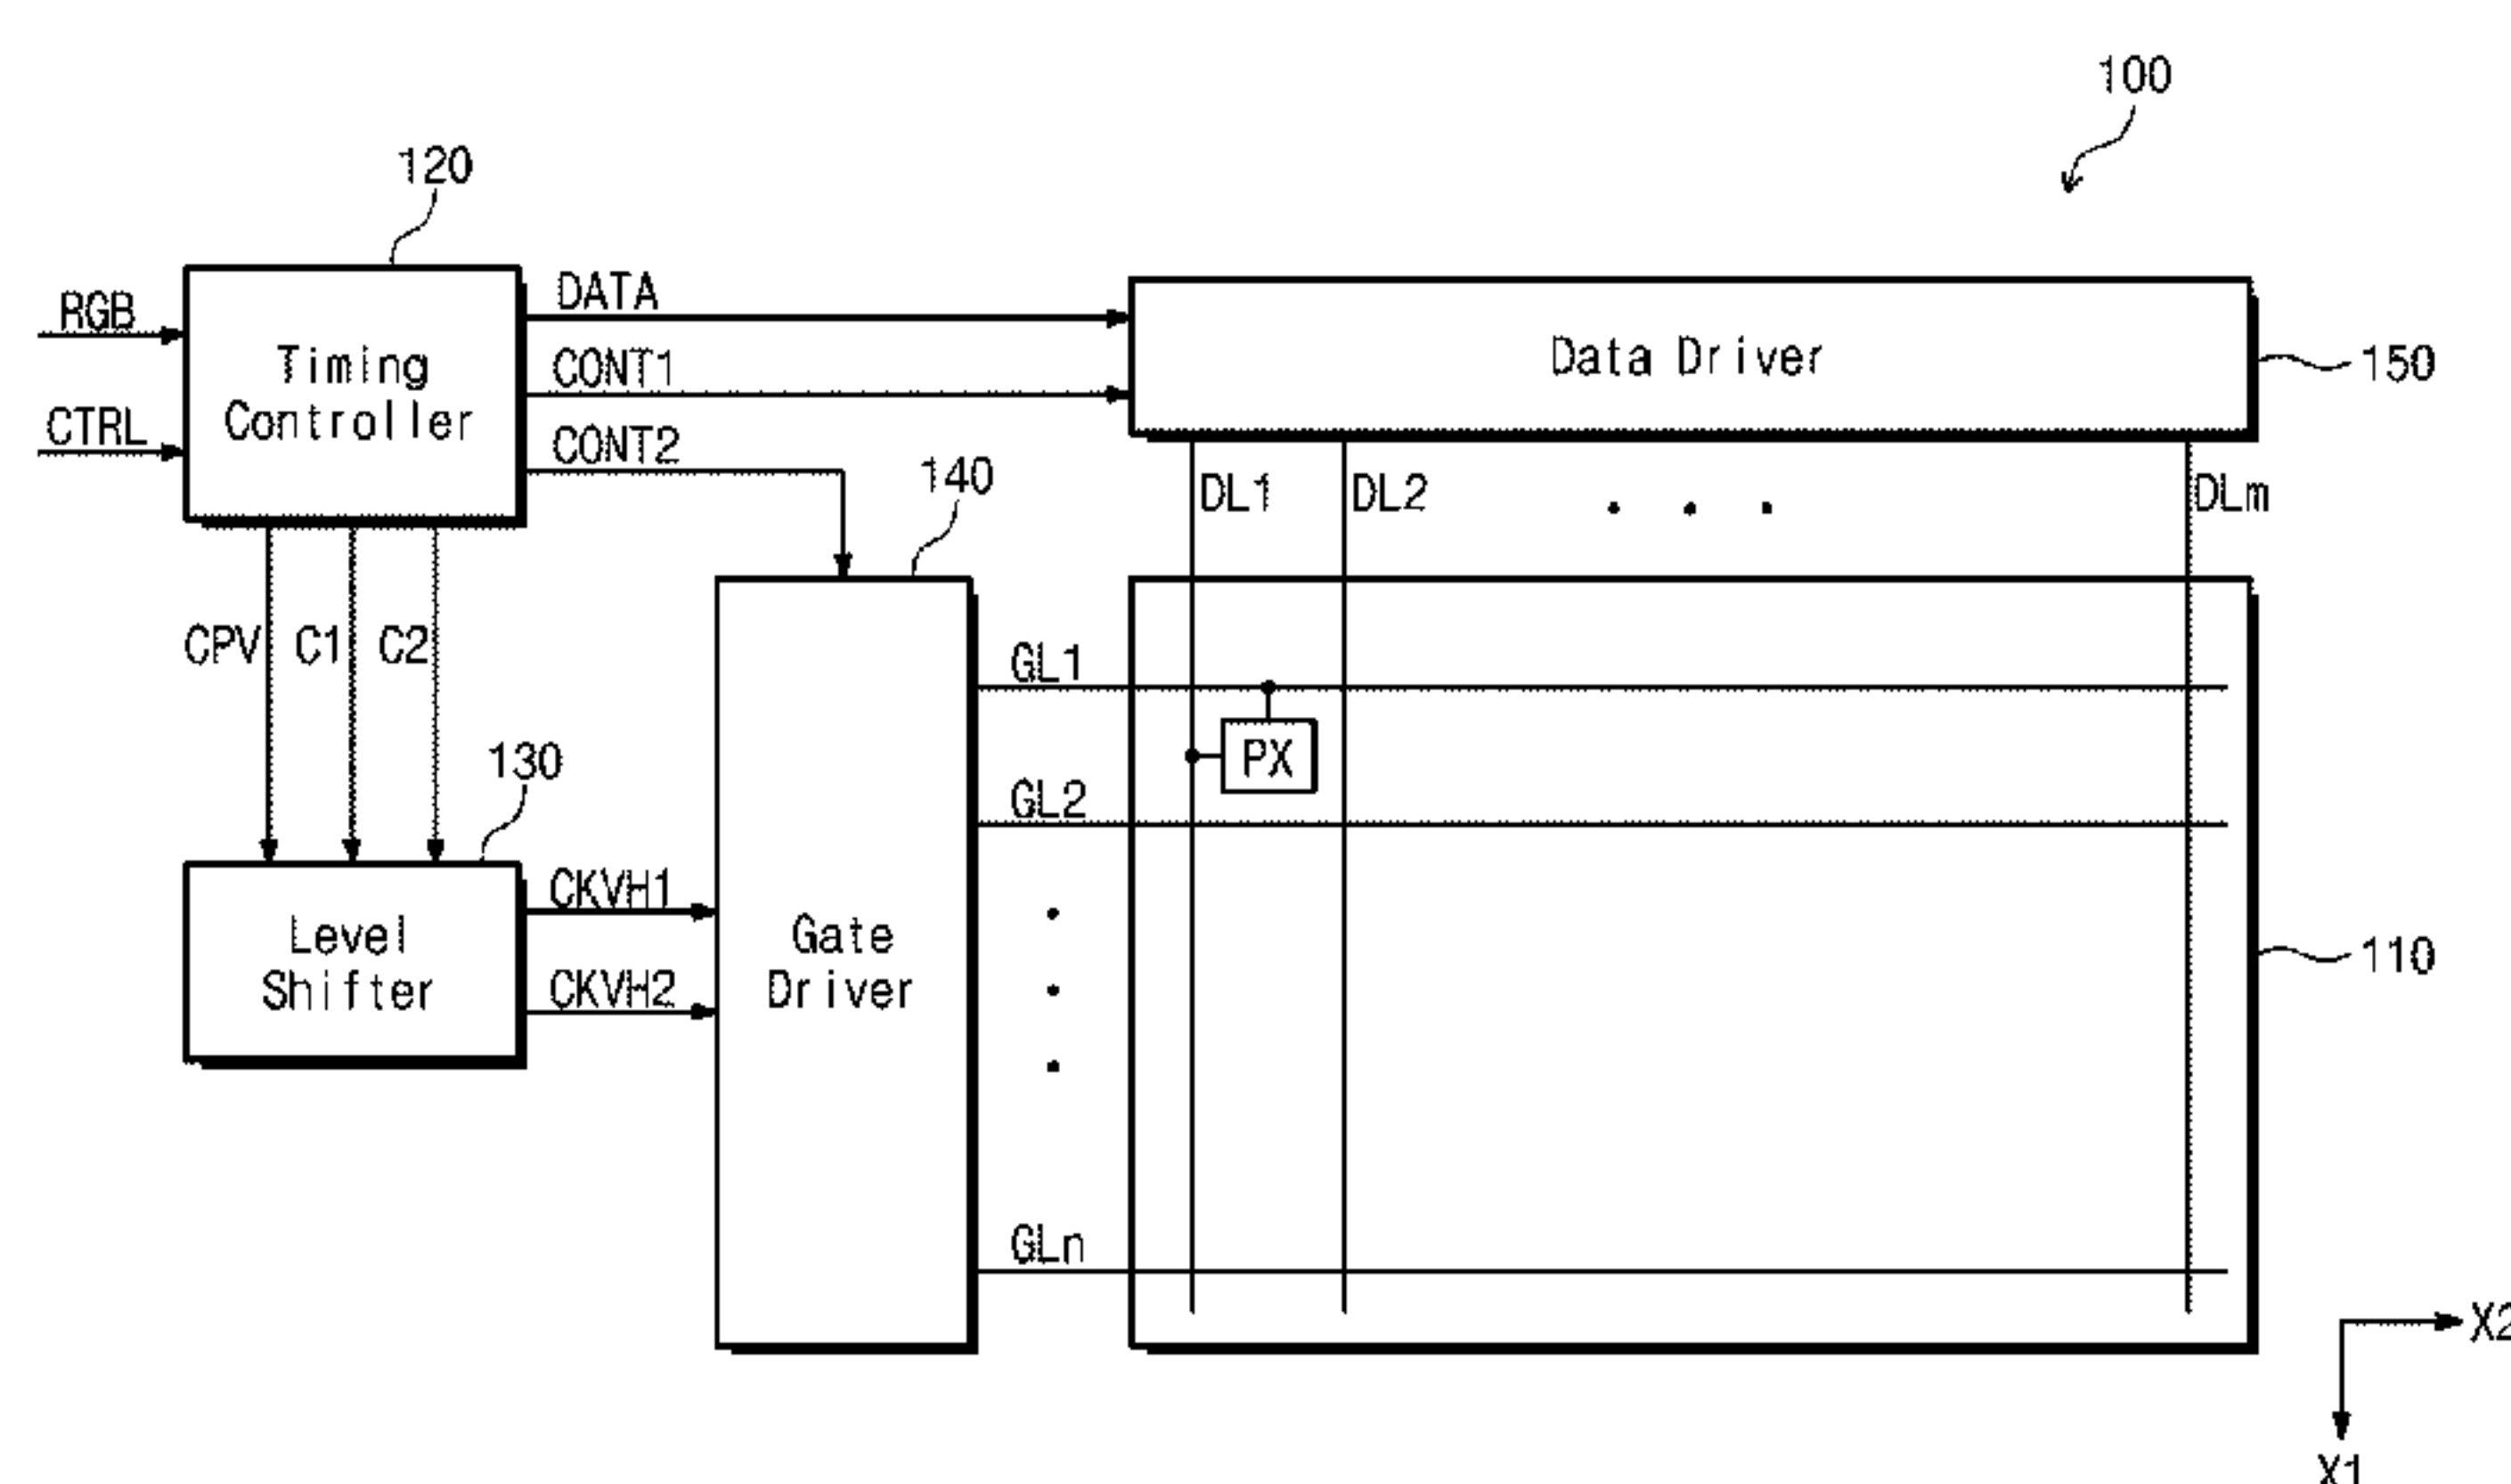 100
120
RGB
CTRL
Timing
Controller
DATA
CONT1
CONT2
Data Driver
150
140
DL1
DL2
. . .
DLm
CPV
C1
C2
GL1
PX
130
GL2
CKVH1
CKVH2
Level
Shifter
Gate
Driver
110
GLn
X2
X1